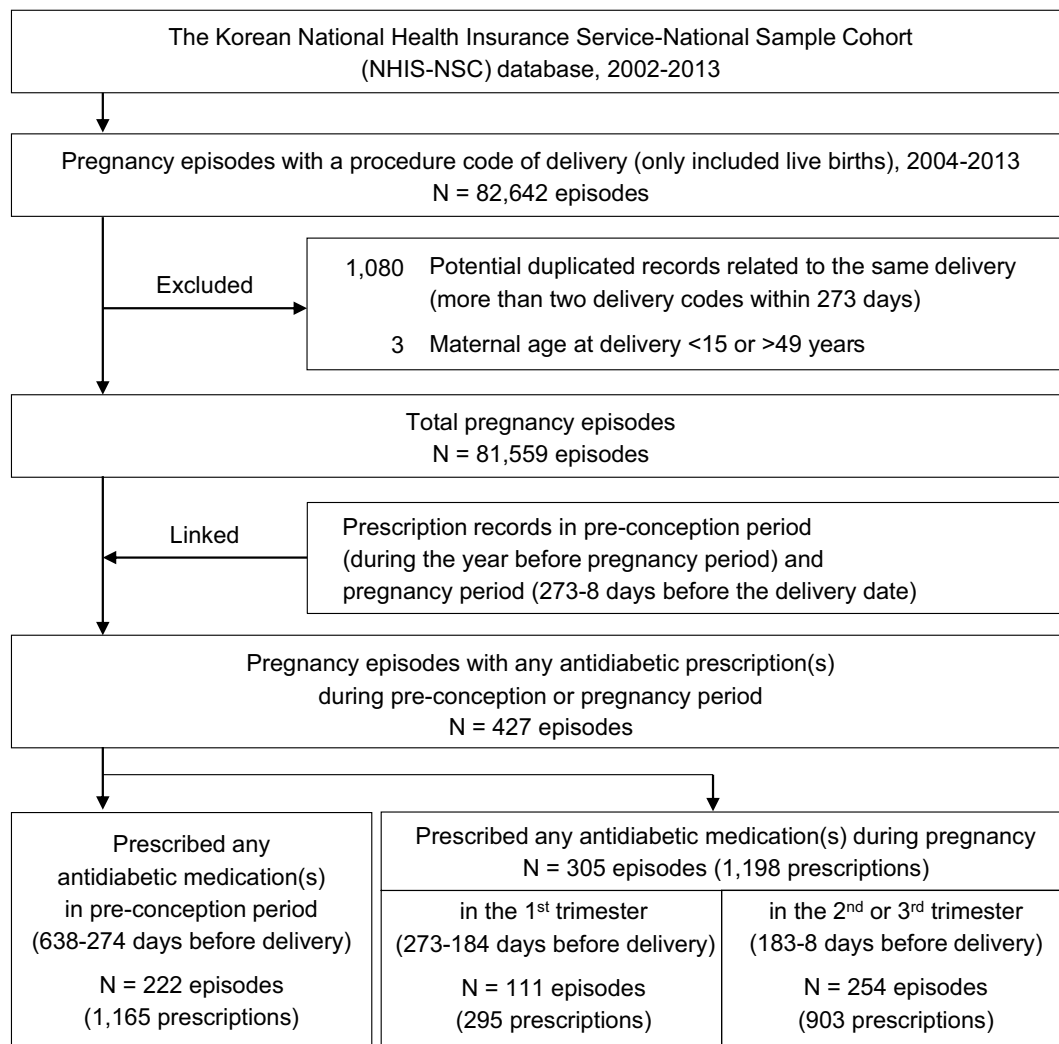 The Korean National Health Insurance Service-National Sample Cohort
(NHIS-NSC) database, 2002-2013
Pregnancy episodes with a procedure code of delivery (only included live births), 2004-2013
N = 82,642 episodes
Excluded
1,080 Potential duplicated records related to the same delivery
(more than two delivery codes within 273 days)
3 Maternal age at delivery <15 or >49 years
Total pregnancy episodes
N = 81,559 episodes
Linked
Prescription records in pre-conception period
(during the year before pregnancy period) and
pregnancy period (273-8 days before the delivery date)
Pregnancy episodes with any antidiabetic prescription(s)
during pre-conception or pregnancy period
N = 427 episodes
Prescribed any
antidiabetic medication(s)
in pre-conception period
(638-274 days before delivery)
N = 222 episodes
(1,165 prescriptions)
Prescribed any antidiabetic medication(s) during pregnancy
N = 305 episodes (1,198 prescriptions)
in the 1st trimester
(273-184 days before delivery)
N = 111 episodes
(295 prescriptions)
in the 2nd or 3rd trimester
(183-8 days before delivery)
N = 254 episodes
(903 prescriptions)